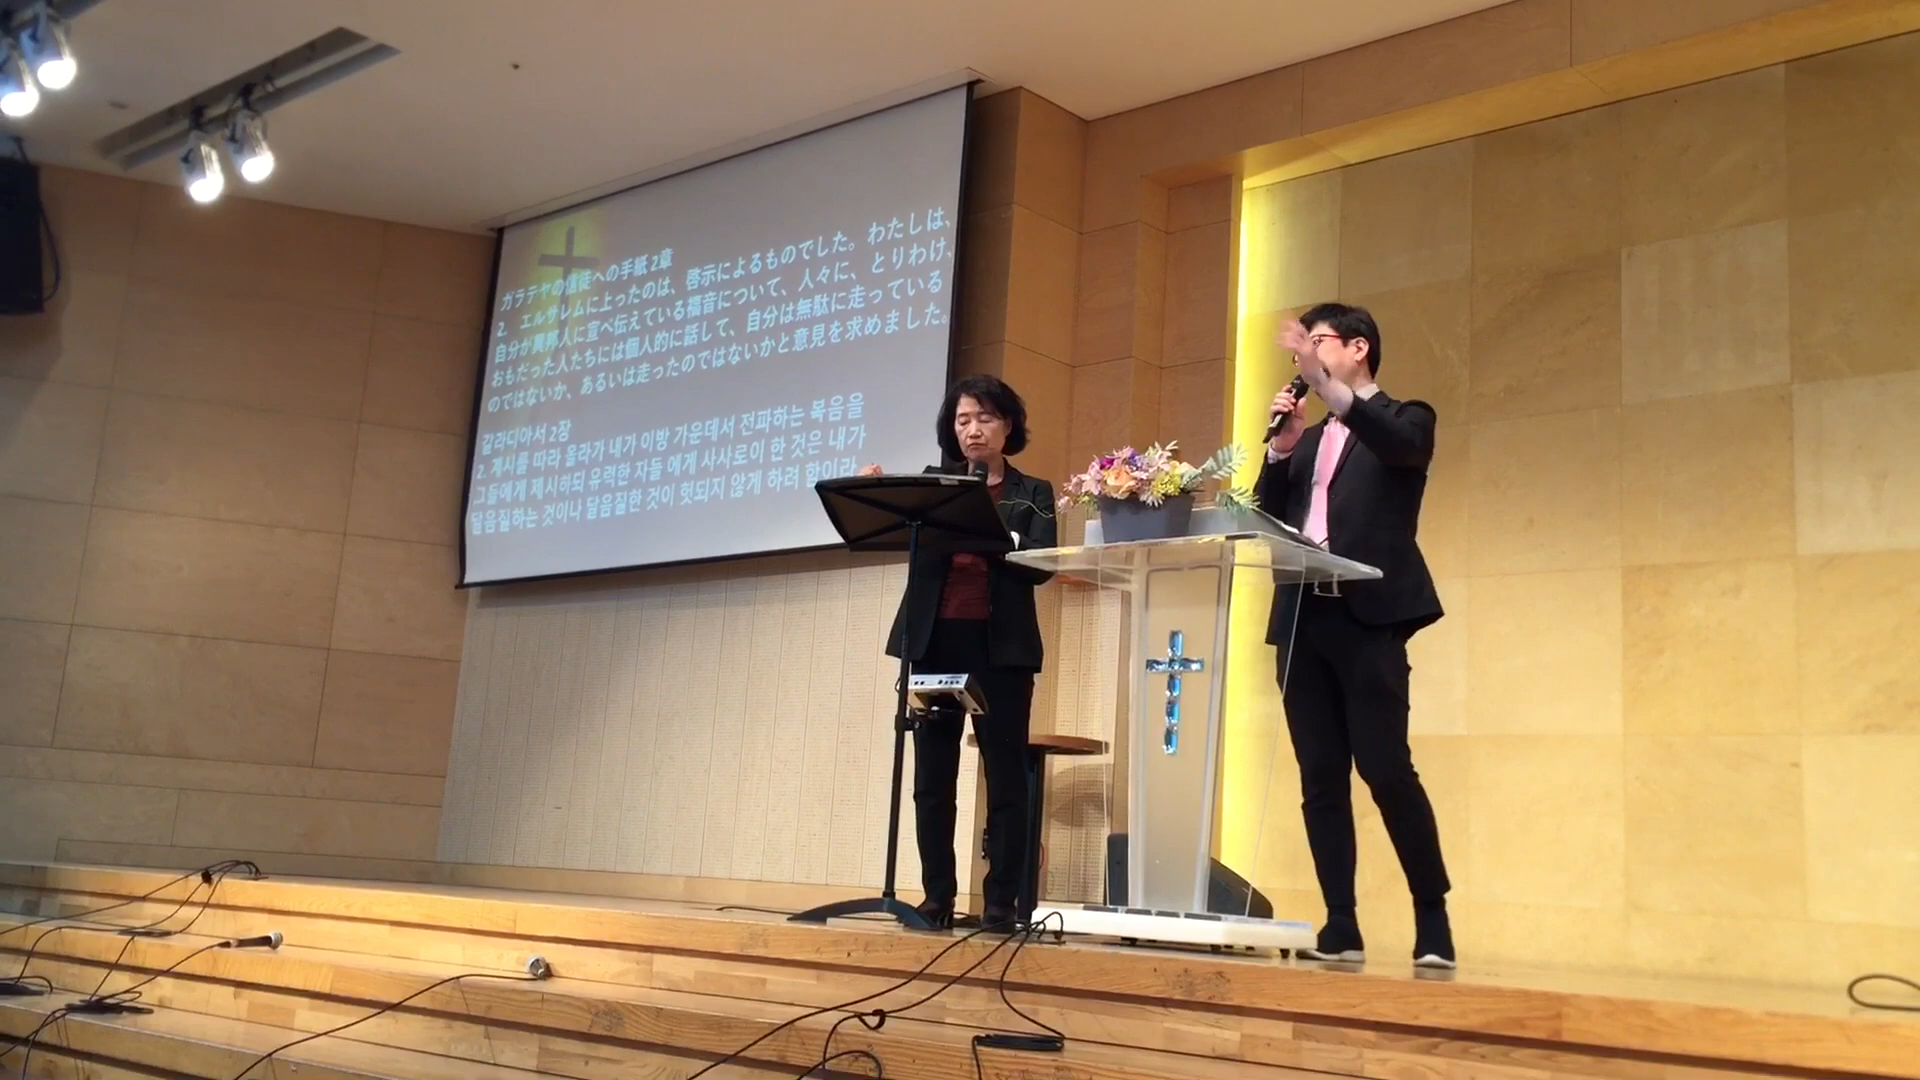 ガラテヤの信徒への手紙 2章
2. エルサレムに上ったのは、啓示によるものでした。わたしは、
自分が異邦人に宣べ伝えている福音について、人々に、とりわけ、
おもだった人たちには個人的に話して、自分は無駄に走っている
のではないか、あるいは走ったのではないかと意見を求めました。
갈라디아서 2장
2. 계시를 따라 올라가 내가 이방 가운데서 전파하는 복음을
그들에게 제시하되 유력한 자들 에게 사사로이 한 것은 내가
달음질하는 것이나 달음질한 것이 헛되지 않게 하려 함이라